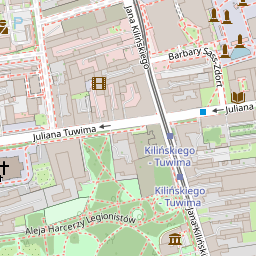 Jana Kilińskiego
Barbary
Sass-Zdort
Juliana
Juliana Tuwima
Kilińskiego
- Tuwima
Kilińskiego
- Tuwima
Jana Kilińskiego
Aleja Harcerzy Legionistów
P